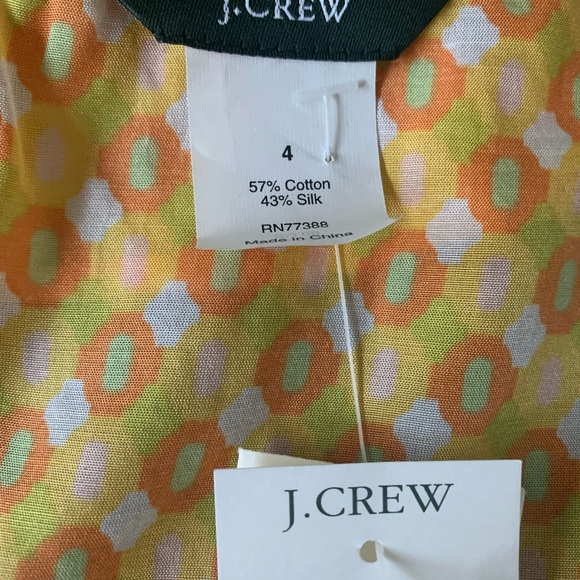 J.CREW
4
57% Cotton
43% Silk
RN77388
Made in China
J.CREW